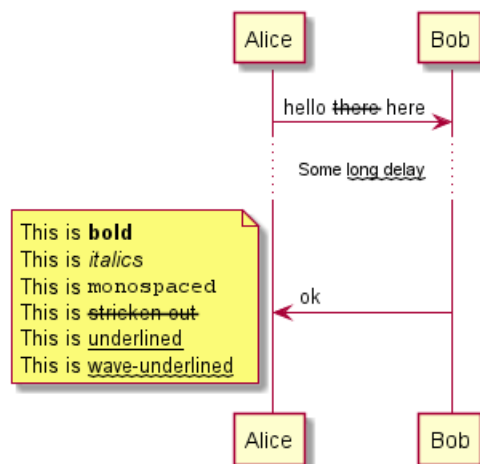 Alice
Bob
hello there here
Some long delay
This is bold
This is italics
This is monospaced
This is stricken out
This is underlined
This is wave-underlined
ok
Alice
Bob